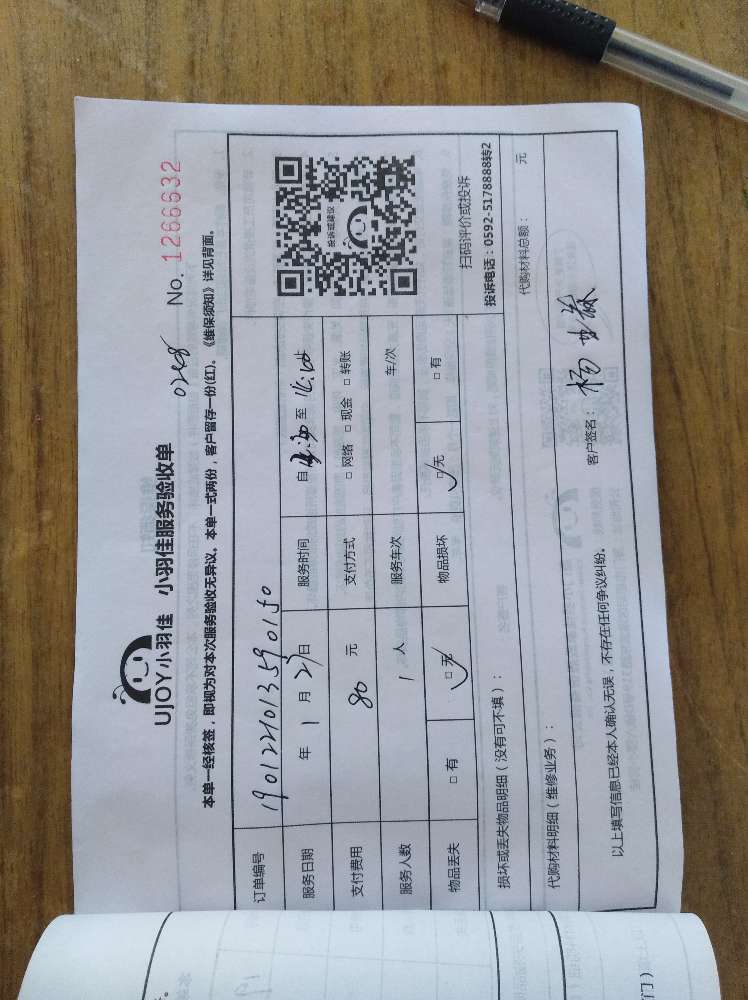 UJOY小羽佳 小羽佳服务验收单
No. 1266632
本单一经核签,即视为对本次服务验收无异议。本单一式两份,客户留存一份(红)。《维保须知》详见背面。
订单编号 1901221013590150
服务日期 年 1 月 23 日 服务时间 自 至
支付费用 80 元 支付方式 □ 网络 □ 现金 □ 转账
服务人数 1 人 服务车次 车/次
物品丢失 □ 有 □ 无 物品损坏 □ 无 □ 有
投诉或建议
扫码评价或投诉
投诉电话:0592-5178888转2
损坏或丢失物品明细(没有可不填):
代购材料明细(维修业务): 代购材料总额: 元
以上填写信息已经本人确认无误,不存在任何争议纠纷。 客户签名:杨